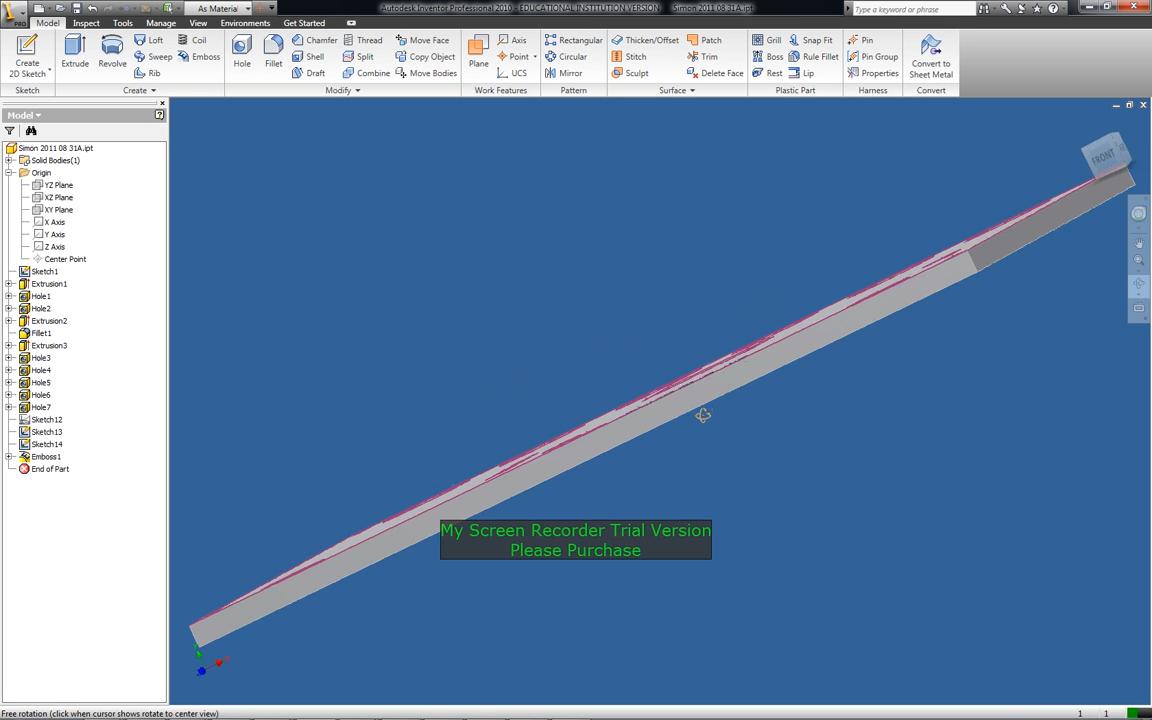 Autodesk Inventor Professional 2010 - EDUCATIONAL INSTITUTION VERSION Simon 2011 08 31A.ipt
As Material
Type a keyword or phrase
PRO
Model Inspect Tools Manage View Environments Get Started
Create 2D Sketch
Extrude
Revolve
Loft
Sweep
Rib
Coil
Emboss
Hole
Fillet
Chamfer
Shell
Draft
Thread
Split
Combine
Move Face
Copy Object
Move Bodies
Plane
Axis
Point
UCS
Rectangular
Circular
Mirror
Thicken/Offset
Stitch
Sculpt
Patch
Trim
Delete Face
Grill
Boss
Rest
Snap Fit
Rule Fillet
Lip
Pin
Pin Group
Properties
Convert to Sheet Metal
Sketch Create Modify Work Features Pattern Surface Plastic Part Harness Convert
Model
Simon 2011 08 31A.ipt
Solid Bodies(1)
Origin
YZ Plane
XZ Plane
XY Plane
X Axis
Y Axis
Z Axis
Center Point
Sketch1
Extrusion1
Hole1
Hole2
Extrusion2
Fillet1
Extrusion3
Hole3
Hole4
Hole5
Hole6
Hole7
Sketch12
Sketch13
Sketch14
Emboss1
End of Part
FRONT
My Screen Recorder Trial Version
Please Purchase
Free rotation (click when cursor shows rotate to center view)
1 1